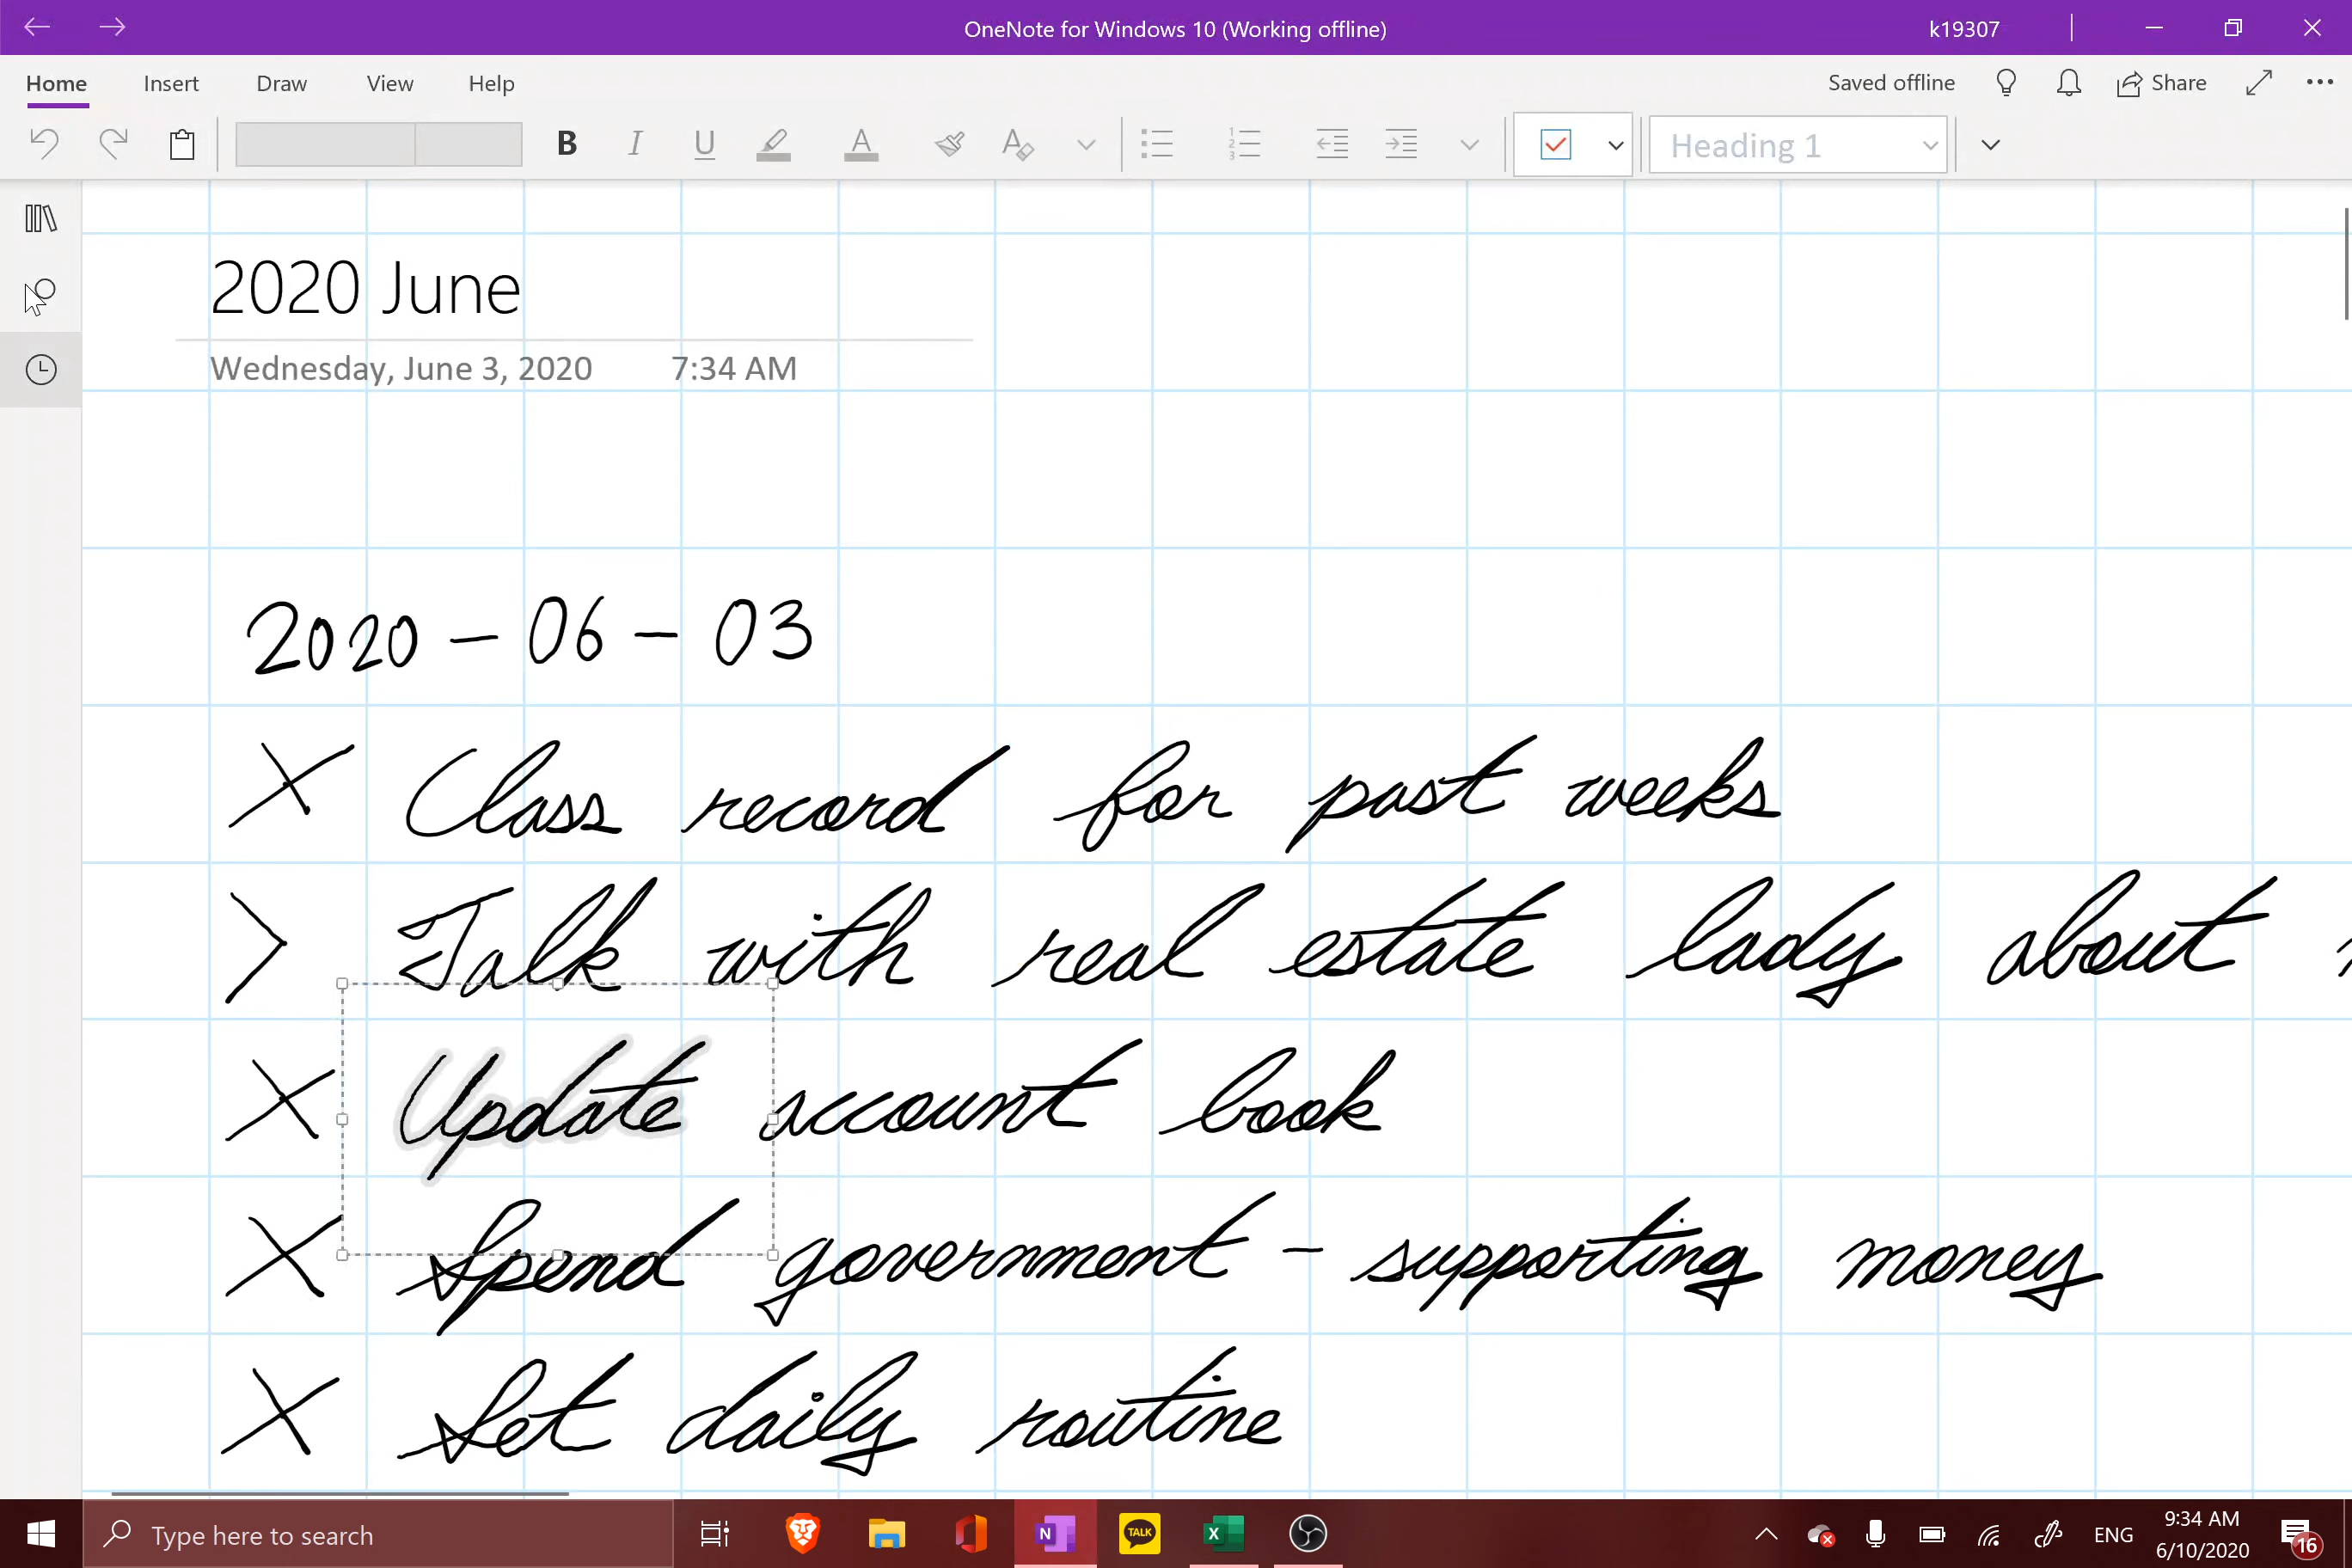 OneNote for Windows 10 (Working offline) k19307
Home Insert Draw View Help Saved offline Share
B I U A A Heading 1
2020 June
Wednesday, June 3, 2020 7:34 AM
2020 - 06 - 03
X Class record for past weeks
> Talk with real estate lady about
X Update account book
X Spend government - supporting money
X Set daily routine
Type here to search N TALK X ENG 9:34 AM
6/10/2020 16